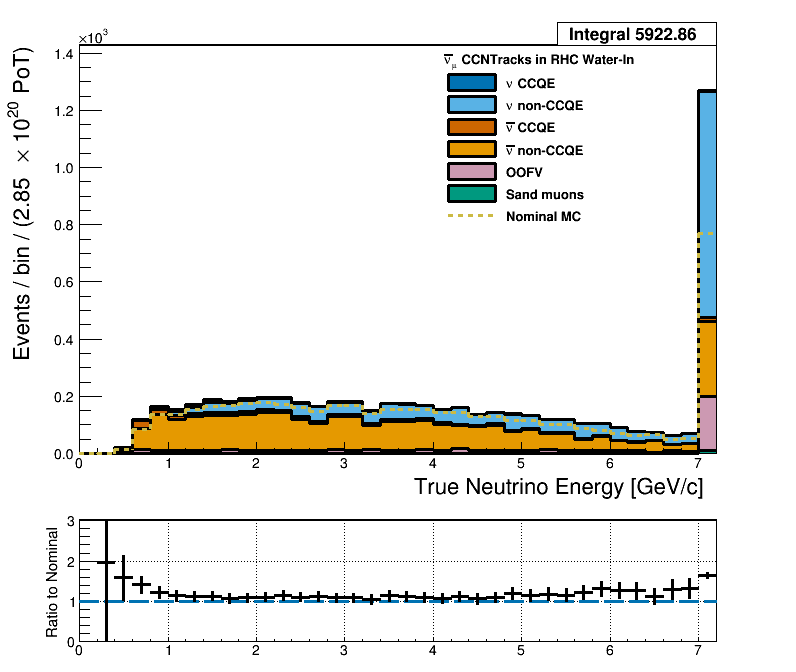 Integral 5922.86
×10³
ν̅μ CCNTracks in RHC Water-In
ν CCQE
ν non-CCQE
ν̅ CCQE
ν̅ non-CCQE
OOFV
Sand muons
Nominal MC
Events / bin / (2.85 × 10²⁰ PoT)
1.4
1.2
1.0
0.8
0.6
0.4
0.2
0.0
0 1 2 3 4 5 6 7
True Neutrino Energy [GeV/c]
Ratio to Nominal
3
2
1
0
0 1 2 3 4 5 6 7